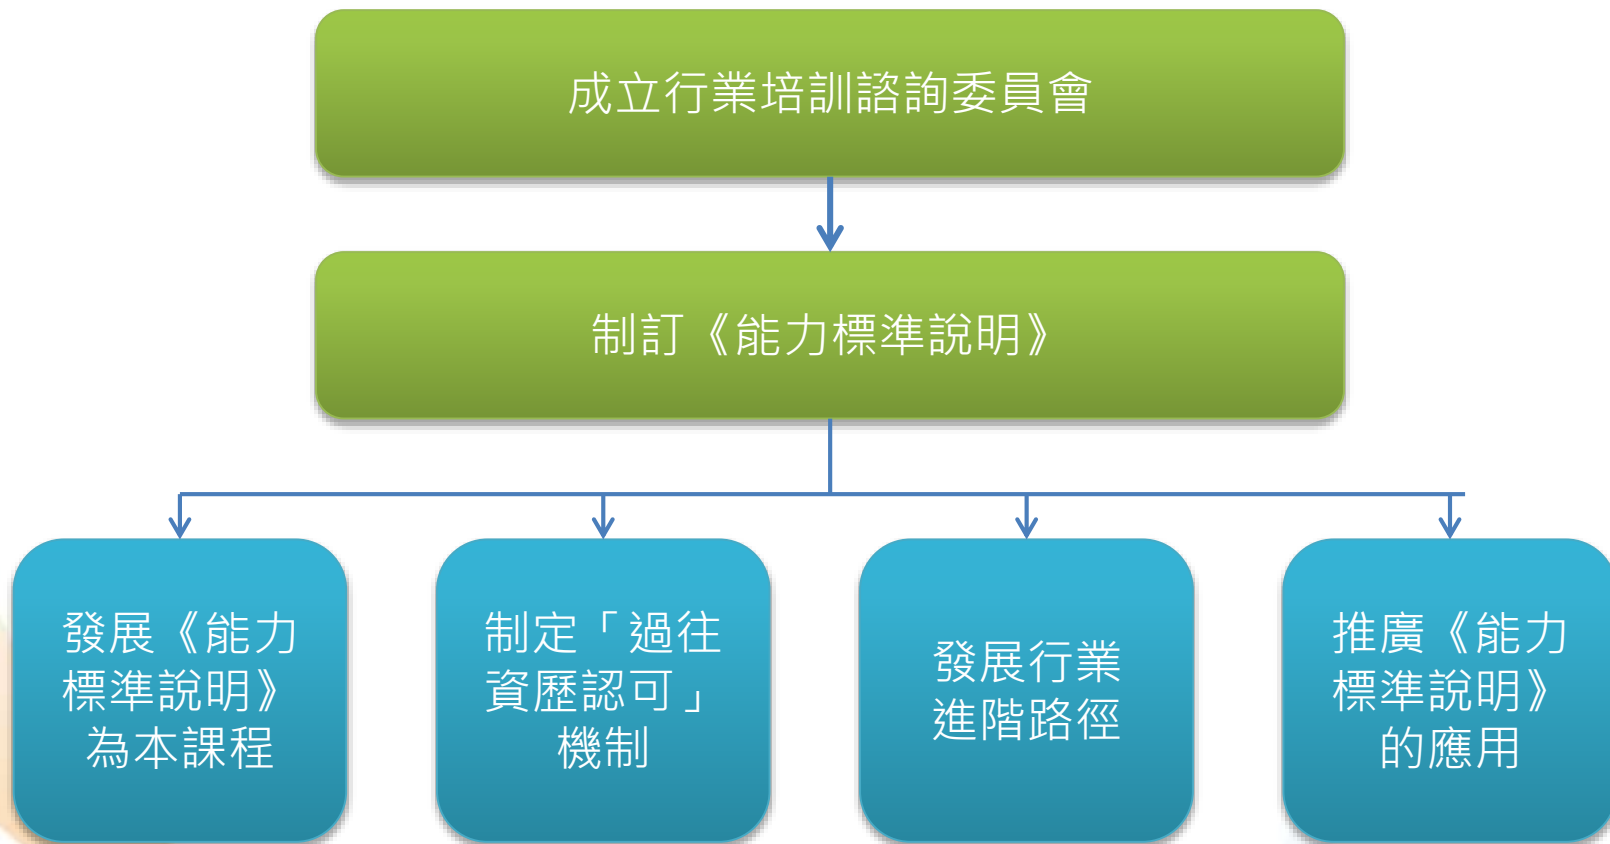 成立行業培訓諮詢委員會
制訂《能力標準說明》
發展《能力
標準說明》
為本課程
制定「過往
資歷認可」
機制
發展行業
進階路徑
推廣《能力
標準說明》
的應用